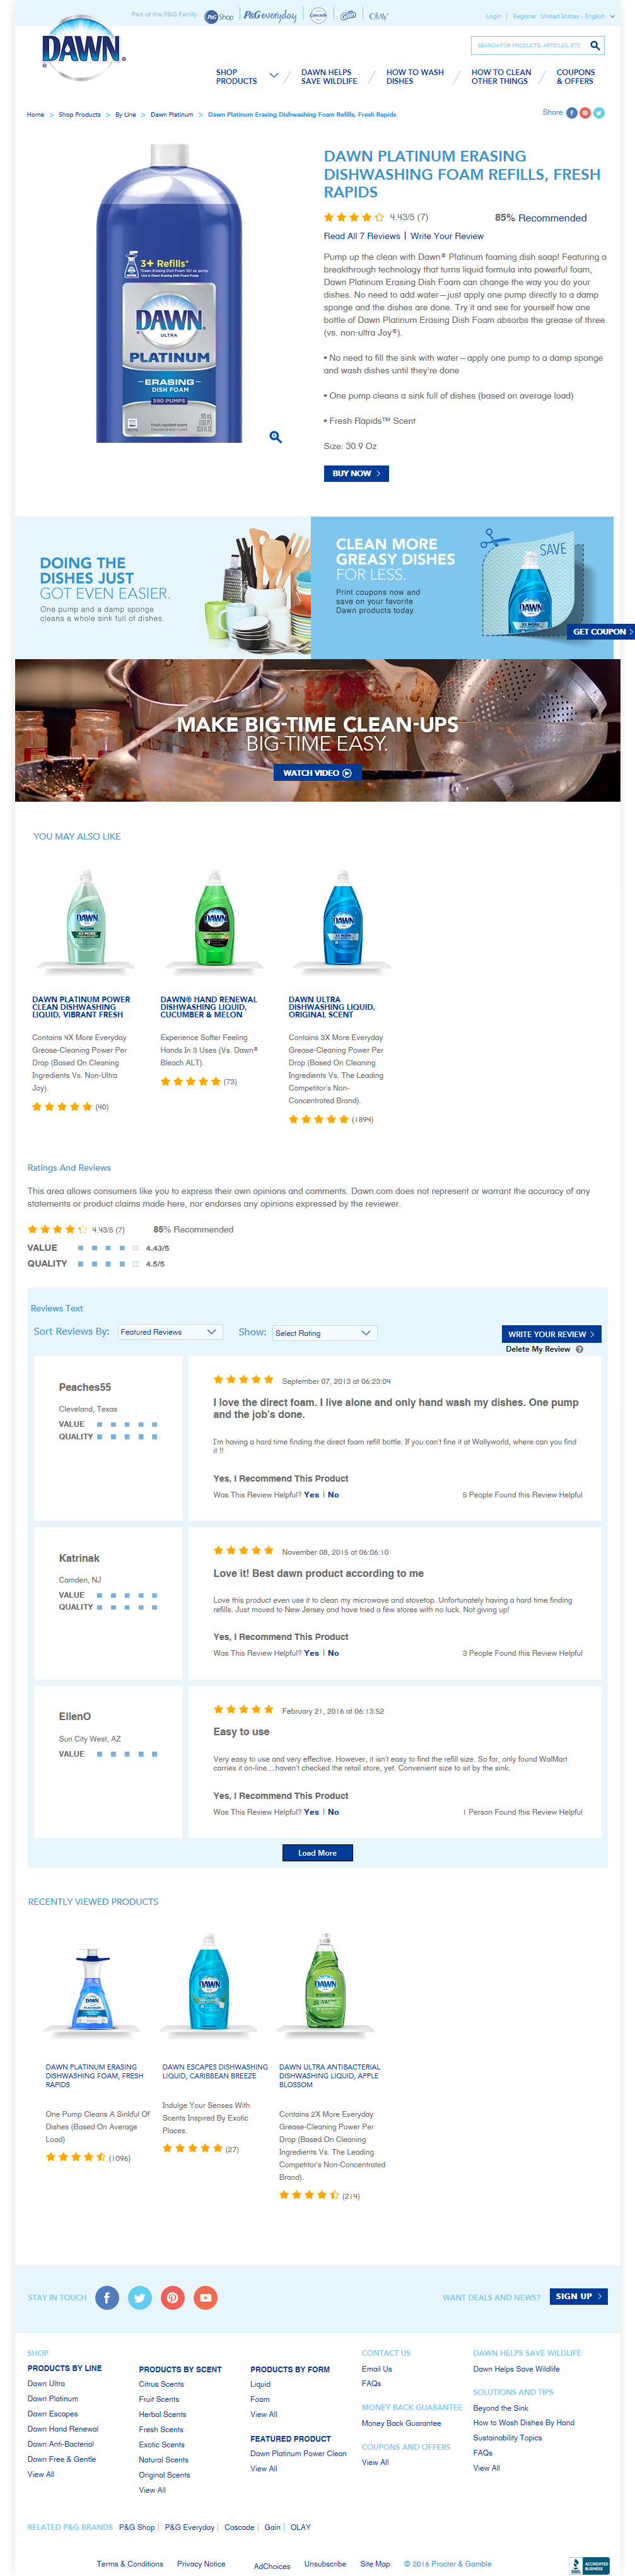 Part of the P&G Family
P&G Shop
P&G everyday
Cascade
OLAY
Login | Register United States - English
DAWN
SEARCH FOR PRODUCTS, ARTICLES, ETC
SHOP PRODUCTS
DAWN HELPS SAVE WILDLIFE
HOW TO WASH DISHES
HOW TO CLEAN OTHER THINGS
COUPONS & OFFERS
Home > Shop Products > By Line > Dawn Platinum > Dawn Platinum Erasing Dishwashing Foam Refills, Fresh Rapids
Share
3+ Refills*
DAWN
ULTRA
PLATINUM
ERASING
DISH FOAM
590 PUMPS
DAWN PLATINUM ERASING
DISHWASHING FOAM REFILLS, FRESH
RAPIDS
4.43/5 (7)
85% Recommended
Read All 7 Reviews | Write Your Review
Pump up the clean with Dawn® Platinum foaming dish soap! Featuring a
breakthrough technology that turns liquid formula into powerful foam,
Dawn Platinum Erasing Dish Foam can change the way you do your
dishes. No need to add water—just apply one pump directly to a damp
sponge and the dishes are done. Try it and see for yourself how one
bottle of Dawn Platinum Erasing Dish Foam absorbs the grease of three
(vs. non-ultra Joy®).
• No need to fill the sink with water—apply one pump to a damp sponge
and wash dishes until they're done
• One pump cleans a sink full of dishes (based on average load)
• Fresh Rapids™ Scent
Size: 30.9 Oz
BUY NOW
DOING THE
DISHES JUST
GOT EVEN EASIER.
One pump and a damp sponge
cleans a whole sink full of dishes.
CLEAN MORE
GREASY DISHES
FOR LESS.
Print coupons now and
save on your favorite
Dawn products today.
SAVE
DAWN
GET COUPON
MAKE BIG-TIME CLEAN-UPS
BIG-TIME EASY.
WATCH VIDEO
YOU MAY ALSO LIKE
DAWN
DAWN
DAWN
DAWN PLATINUM POWER
CLEAN DISHWASHING
LIQUID, VIBRANT FRESH
Contains 4X More Everyday
Grease-Cleaning Power Per
Drop (Based On Cleaning
Ingredients Vs. Non-Ultra
Joy).
(40)
DAWN® HAND RENEWAL
DISHWASHING LIQUID,
CUCUMBER & MELON
Experience Softer Feeling
Hands In 3 Uses (Vs. Dawn®
Bleach ALT).
(73)
DAWN ULTRA
DISHWASHING LIQUID,
ORIGINAL SCENT
Contains 3X More Everyday
Grease-Cleaning Power Per
Drop (Based On Cleaning
Ingredients Vs. The Leading
Competitor's Non-
Concentrated Brand).
(1894)
Ratings And Reviews
This area allows consumers like you to express their own opinions and comments. Dawn.com does not represent or warrant the accuracy of any
statements or product claims made here, nor endorses any opinions expressed by the reviewer.
4.43/5 (7) 85% Recommended
VALUE 4.43/5
QUALITY 4.5/5
Reviews Text
Sort Reviews By: Featured Reviews Show: Select Rating
WRITE YOUR REVIEW
Delete My Review
Peaches55
Cleveland, Texas
VALUE
QUALITY
September 07, 2013 at 06:23:04
I love the direct foam. I live alone and only hand wash my dishes. One pump
and the job's done.
I'm having a hard time finding the direct foam refill bottle. If you can't fine it at Wallyworld, where can you find
it !!
Yes, I Recommend This Product
Was This Review Helpful? Yes | No
5 People Found this Review Helpful
Katrinak
Camden, NJ
VALUE
QUALITY
November 08, 2015 at 06:06:10
Love it! Best dawn product according to me
Love this product even use it to clean my microwave and stovetop. Unfortunately having a hard time finding
refills. Just moved to New Jersey and have tried a few stores with no luck. Not giving up!
Yes, I Recommend This Product
Was This Review Helpful? Yes | No
3 People Found this Review Helpful
EllenO
Sun City West, AZ
VALUE
February 21, 2016 at 06:13:52
Easy to use
Very easy to use and very effective. However, it isn't easy to find the refill size. So far, only found WalMart
carries it on-line....haven't checked the retail store, yet. Convenient size to sit by the sink.
Yes, I Recommend This Product
Was This Review Helpful? Yes | No
1 Person Found this Review Helpful
Load More
RECENTLY VIEWED PRODUCTS
DAWN
DAWN
DAWN
DAWN PLATINUM ERASING
DISHWASHING FOAM, FRESH
RAPIDS
One Pump Cleans A Sinkful Of
Dishes (Based On Average
Load)
(1096)
DAWN ESCAPES DISHWASHING
LIQUID, CARIBBEAN BREEZE
Indulge Your Senses With
Scents Inspired By Exotic
Places.
(27)
DAWN ULTRA ANTIBACTERIAL
DISHWASHING LIQUID, APPLE
BLOSSOM
Contains 2X More Everyday
Grease-Cleaning Power Per
Drop (Based On Cleaning
Ingredients Vs. The Leading
Competitor's Non-Concentrated
Brand).
(214)
STAY IN TOUCH
WANT DEALS AND NEWS?
SIGN UP
SHOP
PRODUCTS BY LINE
Dawn Ultra
Dawn Platinum
Dawn Escapes
Dawn Hand Renewal
Dawn Anti-Bacterial
Dawn Free & Gentle
View All
PRODUCTS BY SCENT
Citrus Scents
Fruit Scents
Herbal Scents
Fresh Scents
Exotic Scents
Natural Scents
Original Scents
View All
PRODUCTS BY FORM
Liquid
Foam
View All
FEATURED PRODUCT
Dawn Platinum Power Clean
View All
CONTACT US
Email Us
FAQs
MONEY BACK GUARANTEE
Money Back Guarantee
COUPONS AND OFFERS
View All
DAWN HELPS SAVE WILDLIFE
Dawn Helps Save Wildlife
SOLUTIONS AND TIPS
Beyond the Sink
How to Wash Dishes By Hand
Sustainability Topics
FAQs
View All
RELATED P&G BRANDS P&G Shop | P&G Everyday | Cascade | Gain | OLAY
Terms & Conditions Privacy Notice AdChoices Unsubscribe Site Map © 2016 Procter & Gamble
BBB ACCREDITED BUSINESS